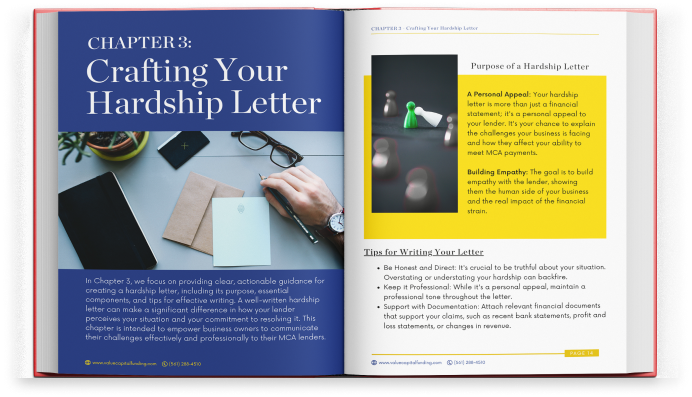 CHAPTER 3:
Crafting Your
Hardship Letter
In Chapter 3, we focus on providing clear, actionable guidance for
creating a hardship letter, including its purpose, essential
components, and tips for effective writing. A well-written hardship
letter can make a significant difference in how your lender
perceives your situation and your commitment to resolving it. This
chapter is intended to empower business owners to communicate
their challenges effectively and professionally to their MCA lenders.
www.valuecapitalfunding.com
CHAPTER 3 Crafting Your Hardship Letter
Purpose of a Hardship Letter
A Personal Appeal: Your hardship
letter is more than just a financial
statement; it's a personal appeal to
your lender. It's your chance to explain
the challenges your business is facing
and how they affect your ability to
meet MCA payments.
Building Empathy: The goal is to build
empathy with the lender, showing
them the human side of your business
and the real impact of the financial
strain.
Tips for Writing Your Letter
Be Honest and Direct: It's crucial to be truthful about your situation.
Overstating or understating your hardship can backfire.
Keep it Professional: While it's a personal appeal, maintain a
professional tone throughout the letter.
Support with Documentation: Attach relevant financial documents
that support your claims, such as recent bank statements, profit and
loss statements, or changes in revenue.
PAGE
www.valuecapitalfunding.com